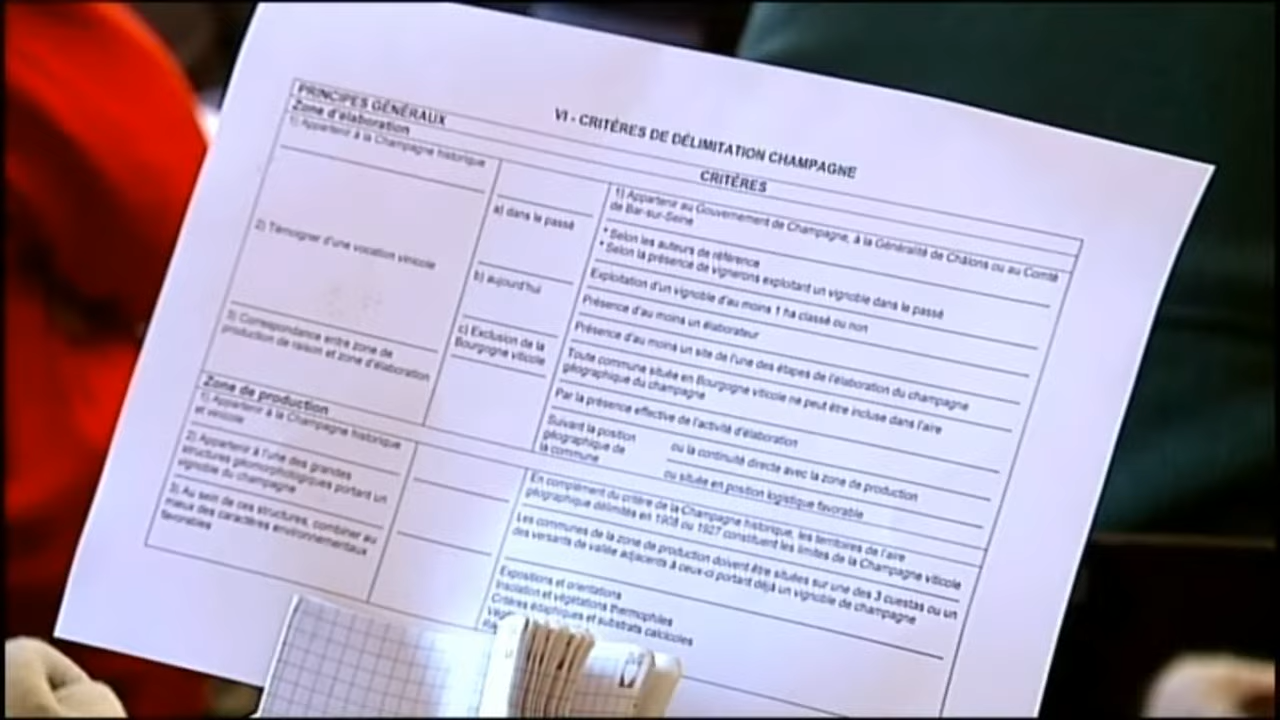 VI - CRITÈRES DE DÉLIMITATION CHAMPAGNE
PRINCIPES GÉNÉRAUX
CRITÈRES
Zone d'élaboration
1) Appartenir à la Champagne historique
1) Appartenir au Gouvernement de Champagne, à la Généralité de Châlons ou au Comté
de Bar-sur-Seine
2) Témoigner d'une vocation vinicole
a) dans le passé
* Selon les auteurs de référence
* Selon la présence de vignerons exploitant un vignoble dans le passé
b) aujourd'hui
Exploitation d'un vignoble d'au moins 1 ha classé ou non
Présence d'au moins un élaborateur
Présence d'au moins un site de l'une des étapes de l'élaboration du champagne
c) Exclusion de la
Bourgogne viticole
Toute commune située en Bourgogne viticole ne peut être incluse dans l'aire
géographique du champagne
3) Correspondance entre zone de
production de raisin et zone d'élaboration
Par la présence effective de l'activité d'élaboration
Suivant la position
géographique de
la commune
ou la continuité directe avec la zone de production
ou située en position logistique favorable
Zone de production
1) Appartenir à la Champagne historique
et vinicole
En complément du critère de la Champagne historique, les territoires de l'aire
géographique délimités en 1908 ou 1927 constituent les limites de la Champagne viticole
2) Appartenir à l'une des grandes
structures géomorphologiques portant un
vignoble du champagne
Les communes de la zone de production doivent être situées sur une des 3 cuestas ou un
des versants de vallée adjacents à ceux-ci portant déjà un vignoble de champagne
3) Au sein de ces structures, combiner au
mieux des caractères environnementaux
favorables
Expositions et orientations
Insolation et végétations thermophiles
Critères édaphiques et substrats calcicoles